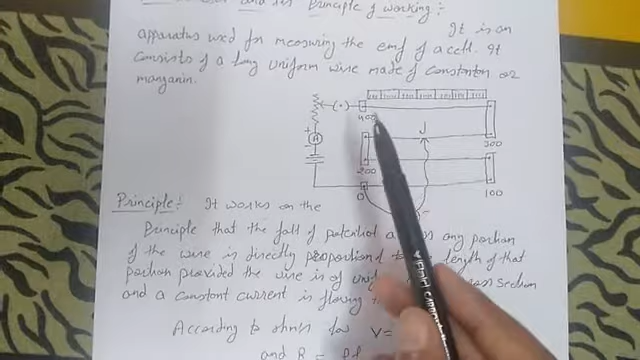 and its Principle of working:-
It is an
apparatus used for measuring the emf of a cell. It
consists of a long uniform wire made of constantan or
manganin.
400
J
300
A
200
0
100
Principle:- It works on the
Principle that the fall of potential across any portion
of the wire is directly proportional to length of that
portion provided the wire is of cross section
and a constant current is flowing
According to ohms law V=
and R =